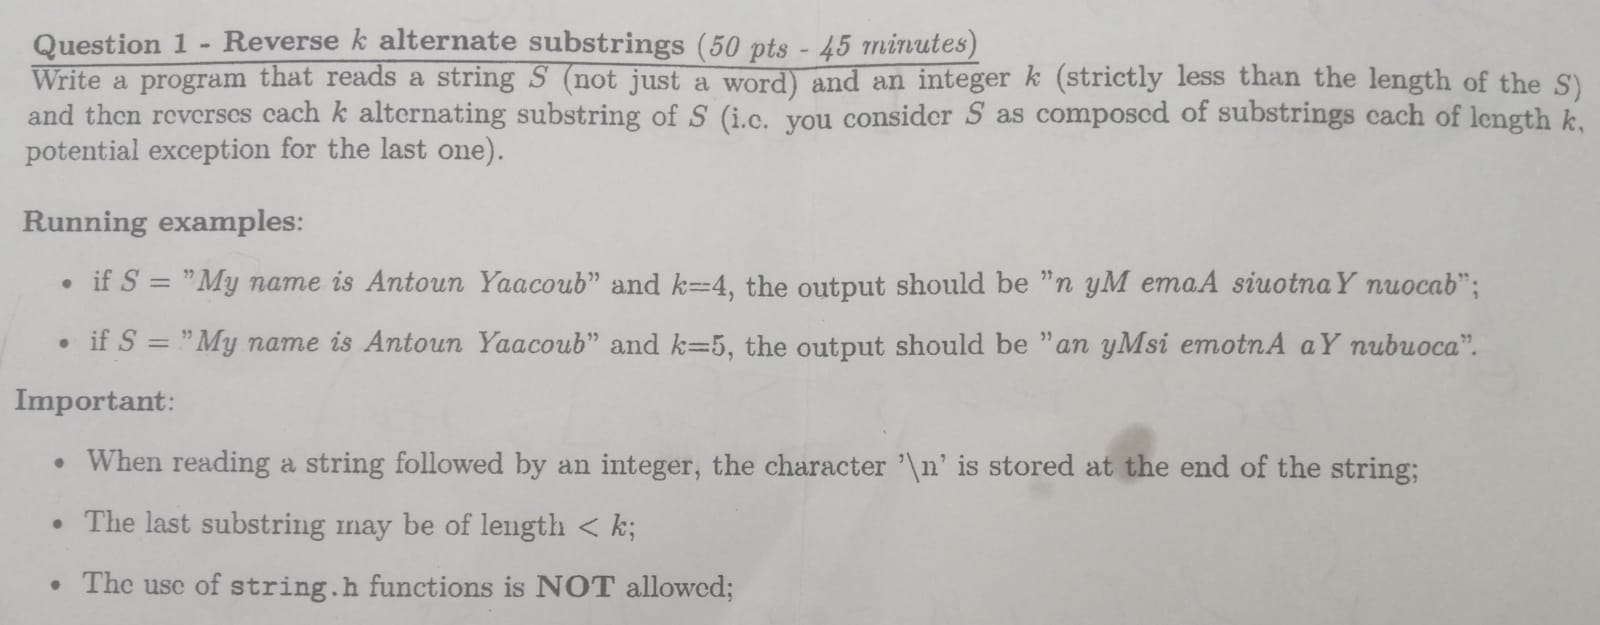 Question 1 - Reverse k alternate substrings (50 pts - 45 minutes)
Write a program that reads a string S (not just a word) and an integer k (strictly less than the length of the S)
and then reverses each k alternating substring of S (i.e. you consider S as composed of substrings each of length k,
potential exception for the last one).
Running examples:
• if S = ”My name is Antoun Yaacoub” and k=4, the output should be ”n yM emaA siuotnaY nuocab”;
• if S = ”My name is Antoun Yaacoub” and k=5, the output should be ”an yMsi emotnA aY nubuoca”.
Important:
• When reading a string followed by an integer, the character ’\n’ is stored at the end of the string;
• The last substring may be of length < k;
• The use of string.h functions is NOT allowed;